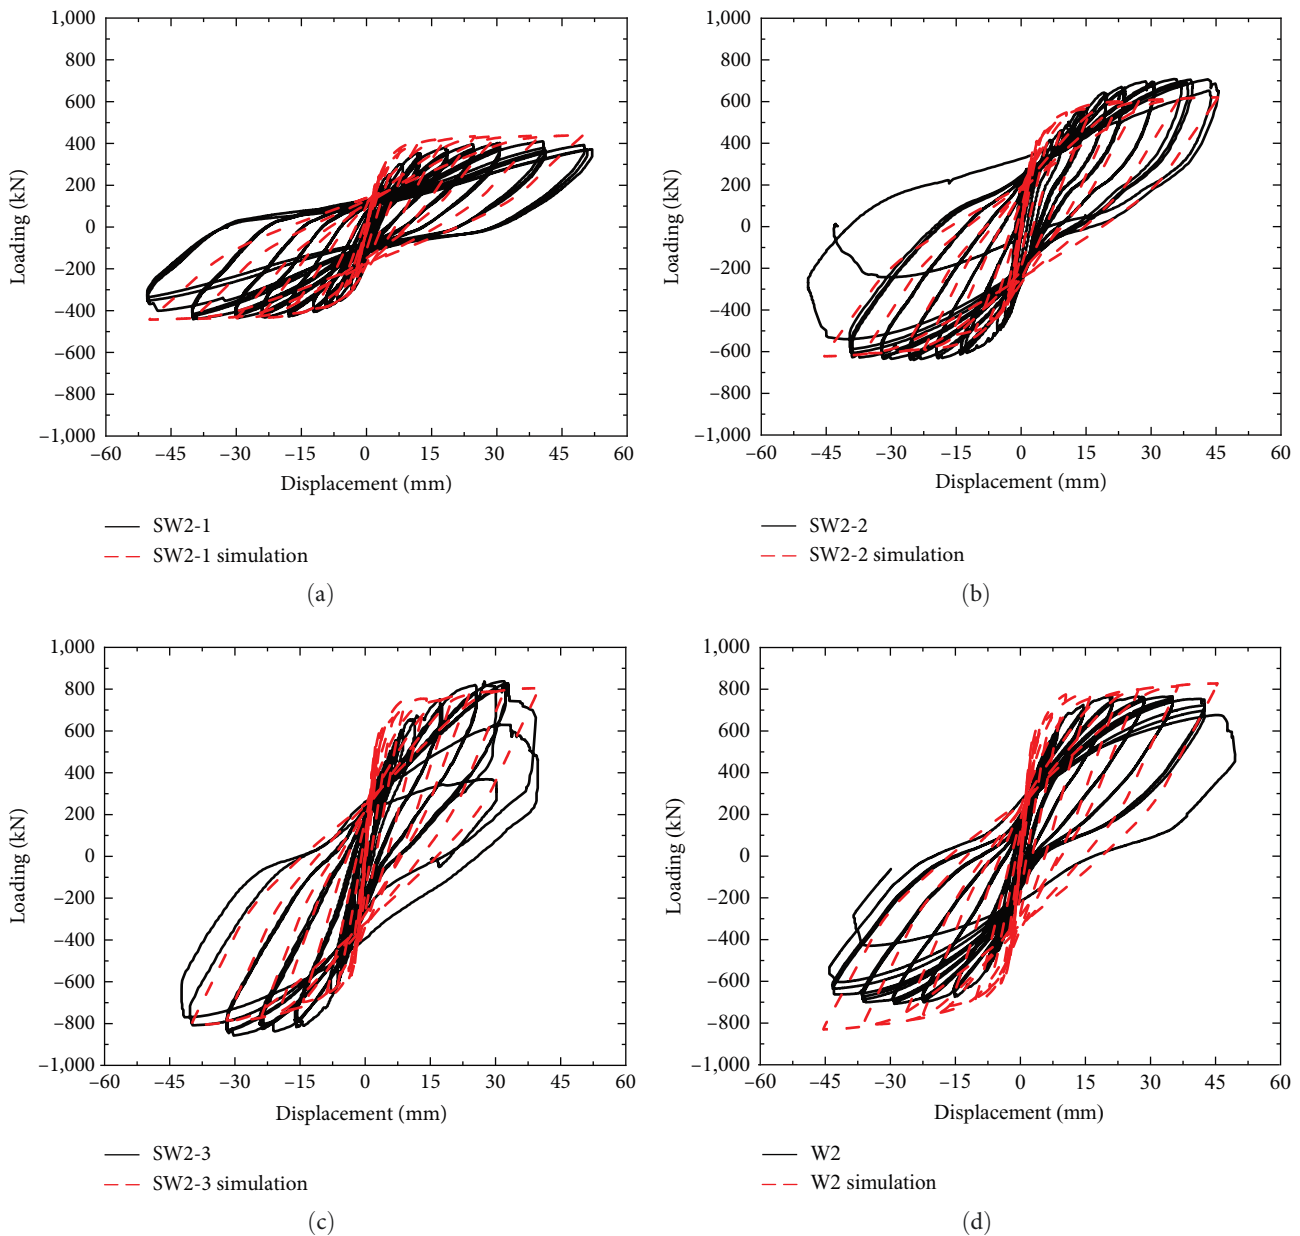 1,000
800
600
400
200
0
–200
–400
–600
–800
–1,000
Loading (kN)
–60 –45 –30 –15 0 15 30 45 60
Displacement (mm)
SW2-1
SW2-1 simulation
(a)
1,000
800
600
400
200
0
–200
–400
–600
–800
–1,000
Loading (kN)
–60 –45 –30 –15 0 15 30 45 60
Displacement (mm)
SW2-2
SW2-2 simulation
(b)
1,000
800
600
400
200
0
–200
–400
–600
–800
–1,000
Loading (kN)
–60 –45 –30 –15 0 15 30 45 60
Displacement (mm)
SW2-3
SW2-3 simulation
(c)
1,000
800
600
400
200
0
–200
–400
–600
–800
–1,000
Loading (kN)
–60 –45 –30 –15 0 15 30 45 60
Displacement (mm)
W2
W2 simulation
(d)